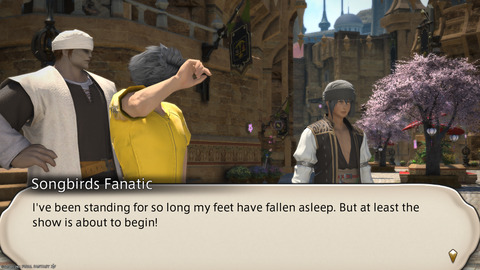 Songbirds Fanatic
I've been standing for so long my feet have fallen asleep. But at least the
show is about to begin!